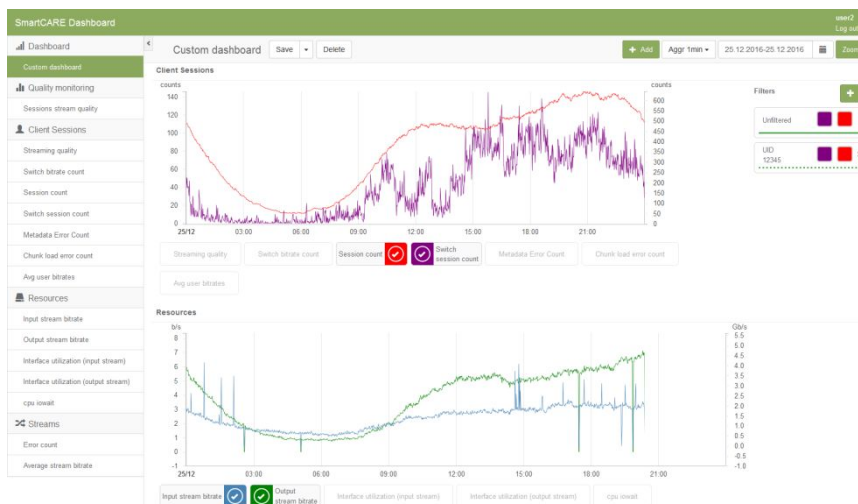 SmartCARE Dashboard
user2
Log out
Dashboard
Custom dashboard
Quality monitoring
Sessions stream quality
Client Sessions
Streaming quality
Switch bitrate count
Session count
Switch session count
Metadata Error Count
Chunk load error count
Avg user bitrates
Resources
Input stream bitrate
Output stream bitrate
Interface utilization (input stream)
Interface utilization (output stream)
cpu iowait
Streams
Error count
Average stream bitrate
Custom dashboard
Save
Delete
+ Add
Aggr 1min
25.12.2016-25.12.2016
Zoom
Client Sessions
counts
140
120
100
80
60
40
20
0
25/12 03:00 06:00 09:00 12:00 15:00 18:00 21:00
counts
600
550
500
450
400
350
300
250
200
150
100
50
0
Filters
+
Unfiltered
UID
12345
Streaming quality
Switch bitrate count
Session count
Switch
session count
Metadata Error Count
Chunk load error count
Avg user bitrates
Resources
b/s
8
7
6
5
4
3
2
1
0
-1
25/12 03:00 06:00 09:00 12:00 15:00 18:00 21:00
Gb/s
5.5
5.0
4.5
4.0
3.5
3.0
2.5
2.0
1.5
1.0
0.5
0.0
-0.5
-1.0
Input stream bitrate
Output
stream bitrate
Interface utilization (input stream)
Interface utilization (output stream)
cpu iowait